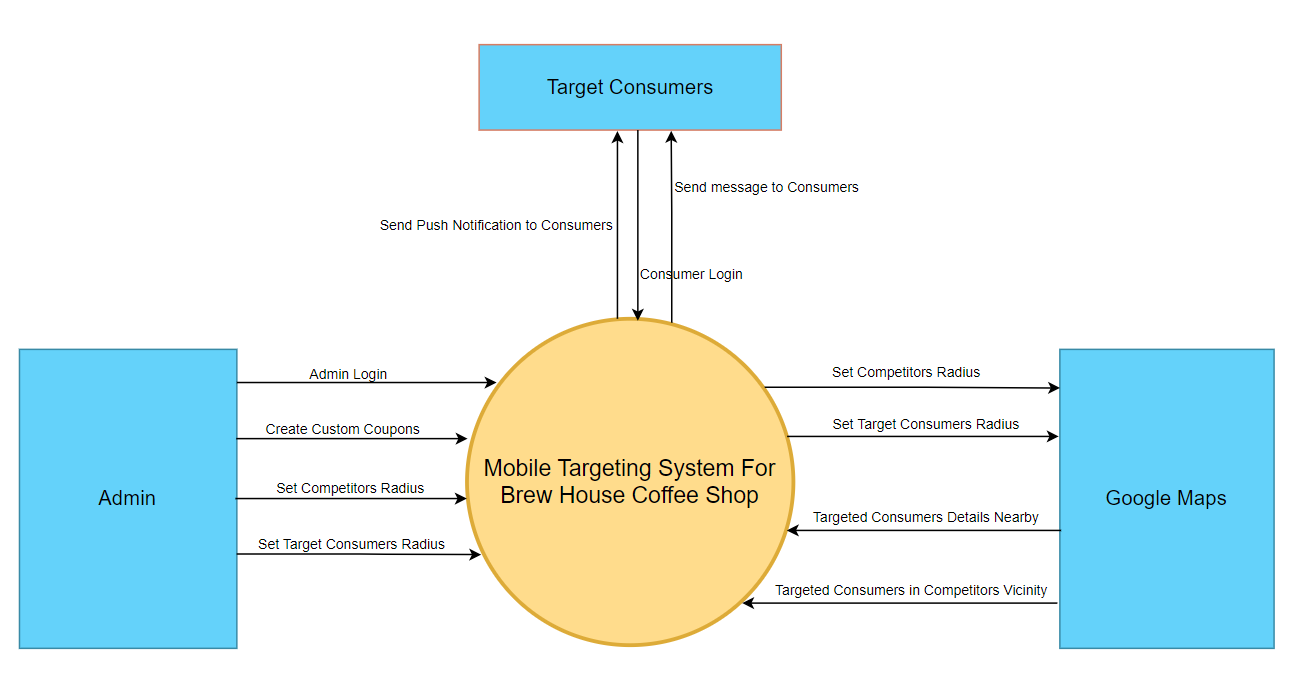 Target Consumers
Send message to Consumers
Send Push Notification to Consumers
Consumer Login
Admin Login
Create Custom Coupons
Set Competitors Radius
Set Target Consumers Radius
Admin
Mobile Targeting System For
Brew House Coffee Shop
Set Competitors Radius
Set Target Consumers Radius
Targeted Consumers Details Nearby
Targeted Consumers in Competitors Vicinity
Google Maps